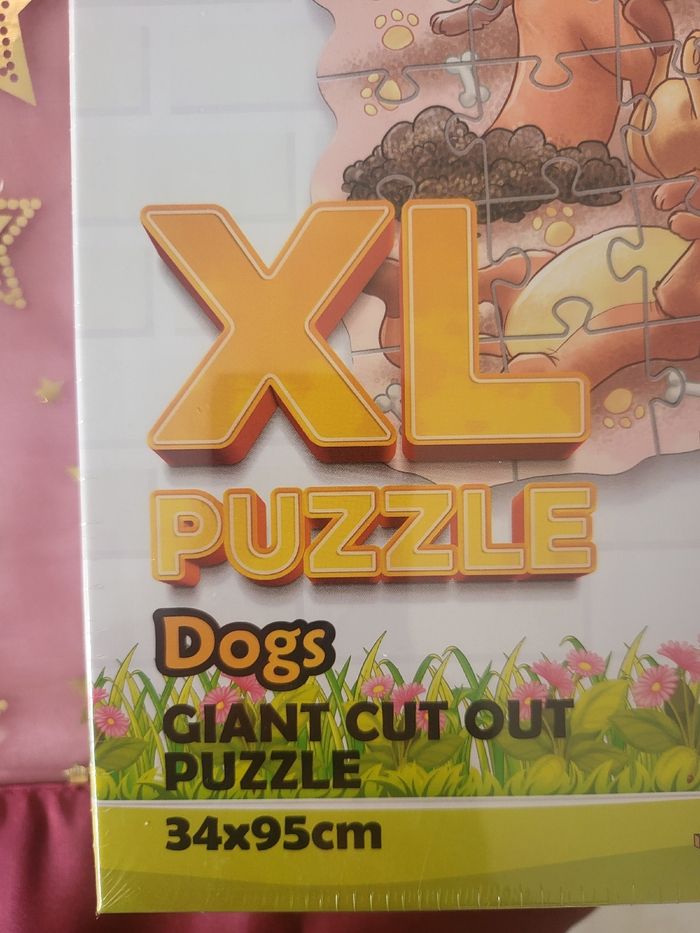 XL
PUZZLE
Dogs
GIANT CUT OUT
PUZZLE
34x95cm